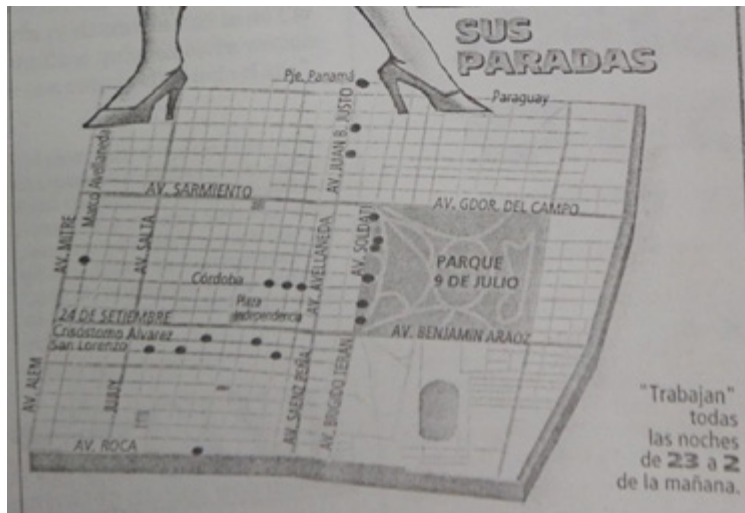 SUS
PARADAS
Pje. Panamá
Paraguay
AV. JUAN B. JUSTO
Marco Avellaneda
AV. SARMIENTO
AV. GDOR. DEL CAMPO
AV. MITRE
AV. SALTA
AV. AVELLANEDA
AV. SOLDATI
PARQUE
9 DE JULIO
Córdoba
Plaza
Independencia
24 DE SETIEMBRE
AV. BENJAMIN ARAOZ
Crisóstomo Alvarez
San Lorenzo
AV. ALEM
JUJUY
AV. SAENZ PEÑA
AV. BRIGIDO TERAN
AV. ROCA
"Trabajan"
todas
las noches
de 23 a 2
de la mañana.